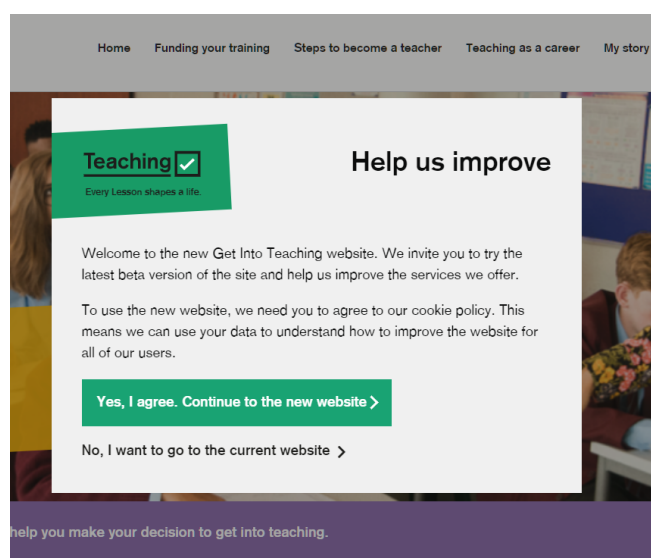 Home Funding your training Steps to become a teacher Teaching as a career My story
Teaching
Every Lesson shapes a life.
Help us improve
Welcome to the new Get Into Teaching website. We invite you to try the
latest beta version of the site and help us improve the services we offer.
To use the new website, we need you to agree to our cookie policy. This
means we can use your data to understand how to improve the website for
all of our users.
Yes, I agree. Continue to the new website
No, I want to go to the current website
help you make your decision to get into teaching.